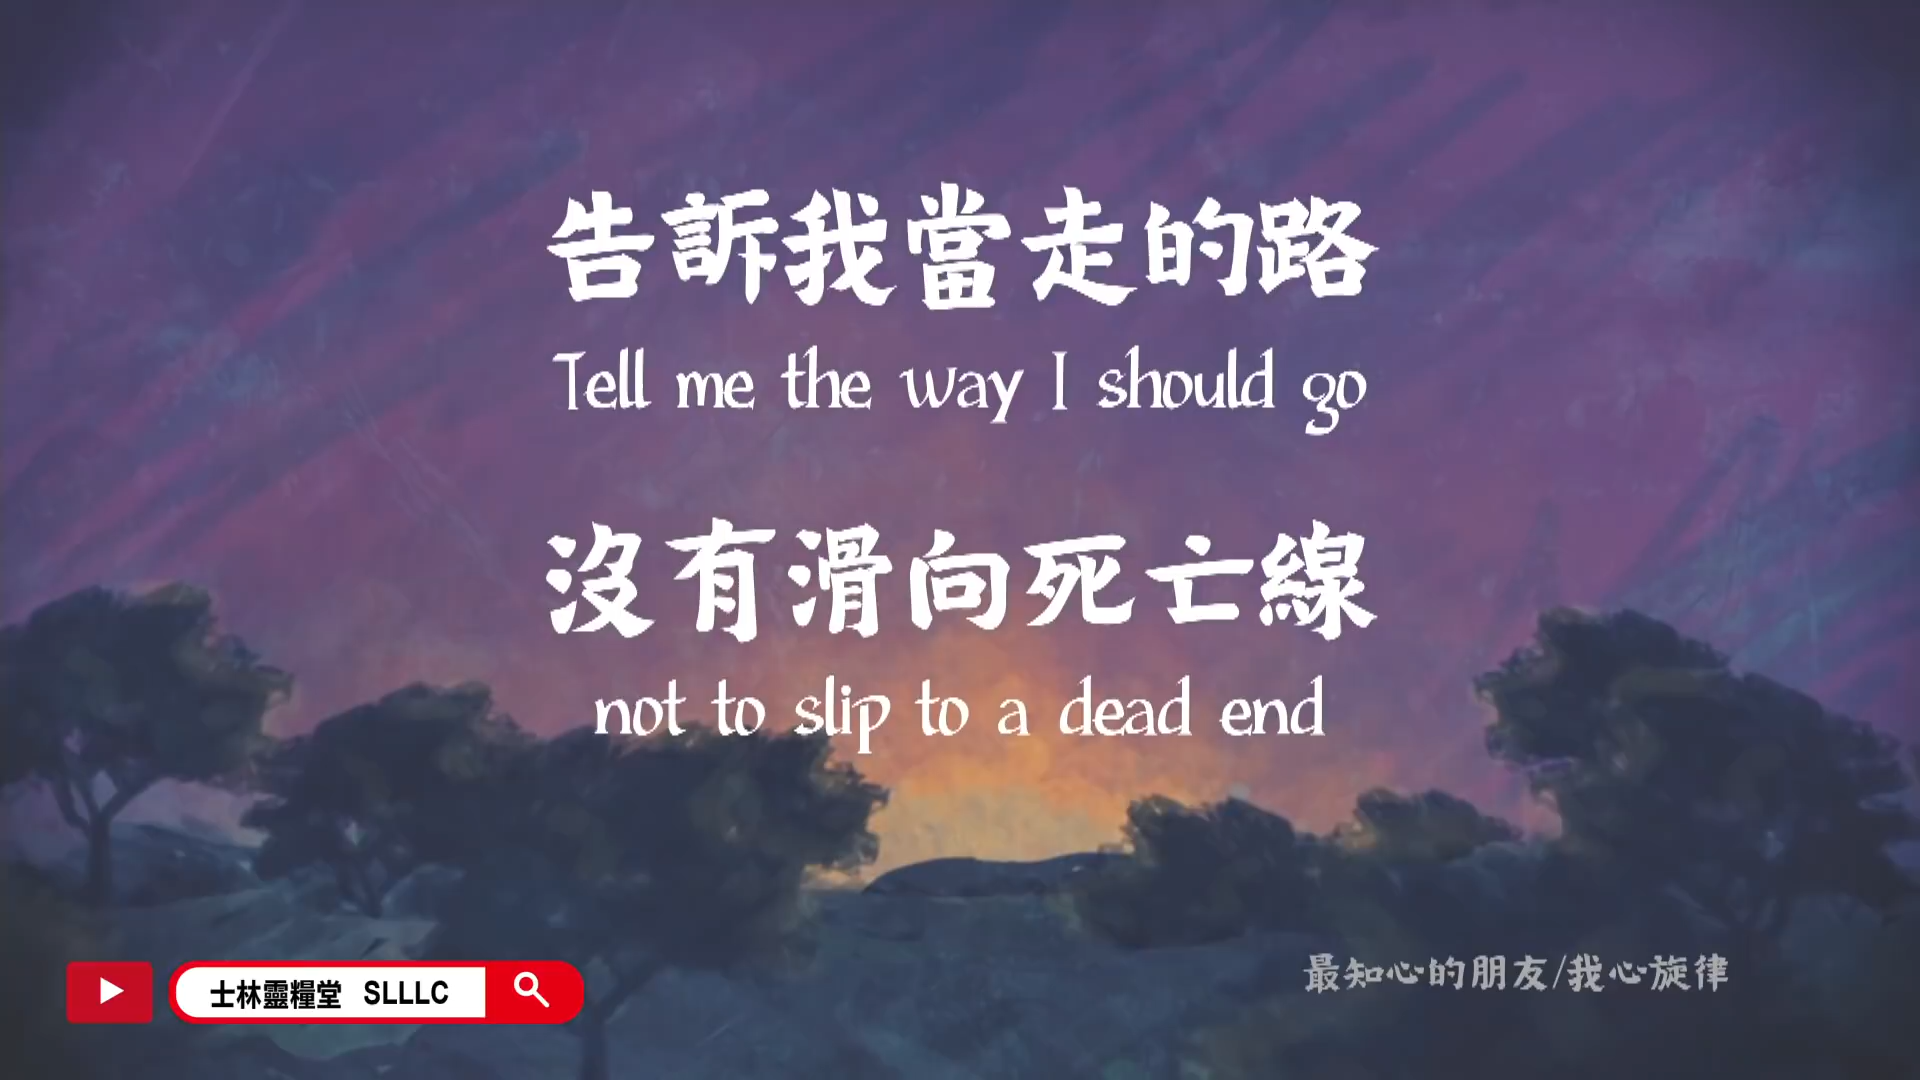 告訴我當走的路
Tell me the way I should go
沒有滑向死亡線
not to slip to a dead end
士林靈糧堂 SLLLC
最知心的朋友/我心旋律